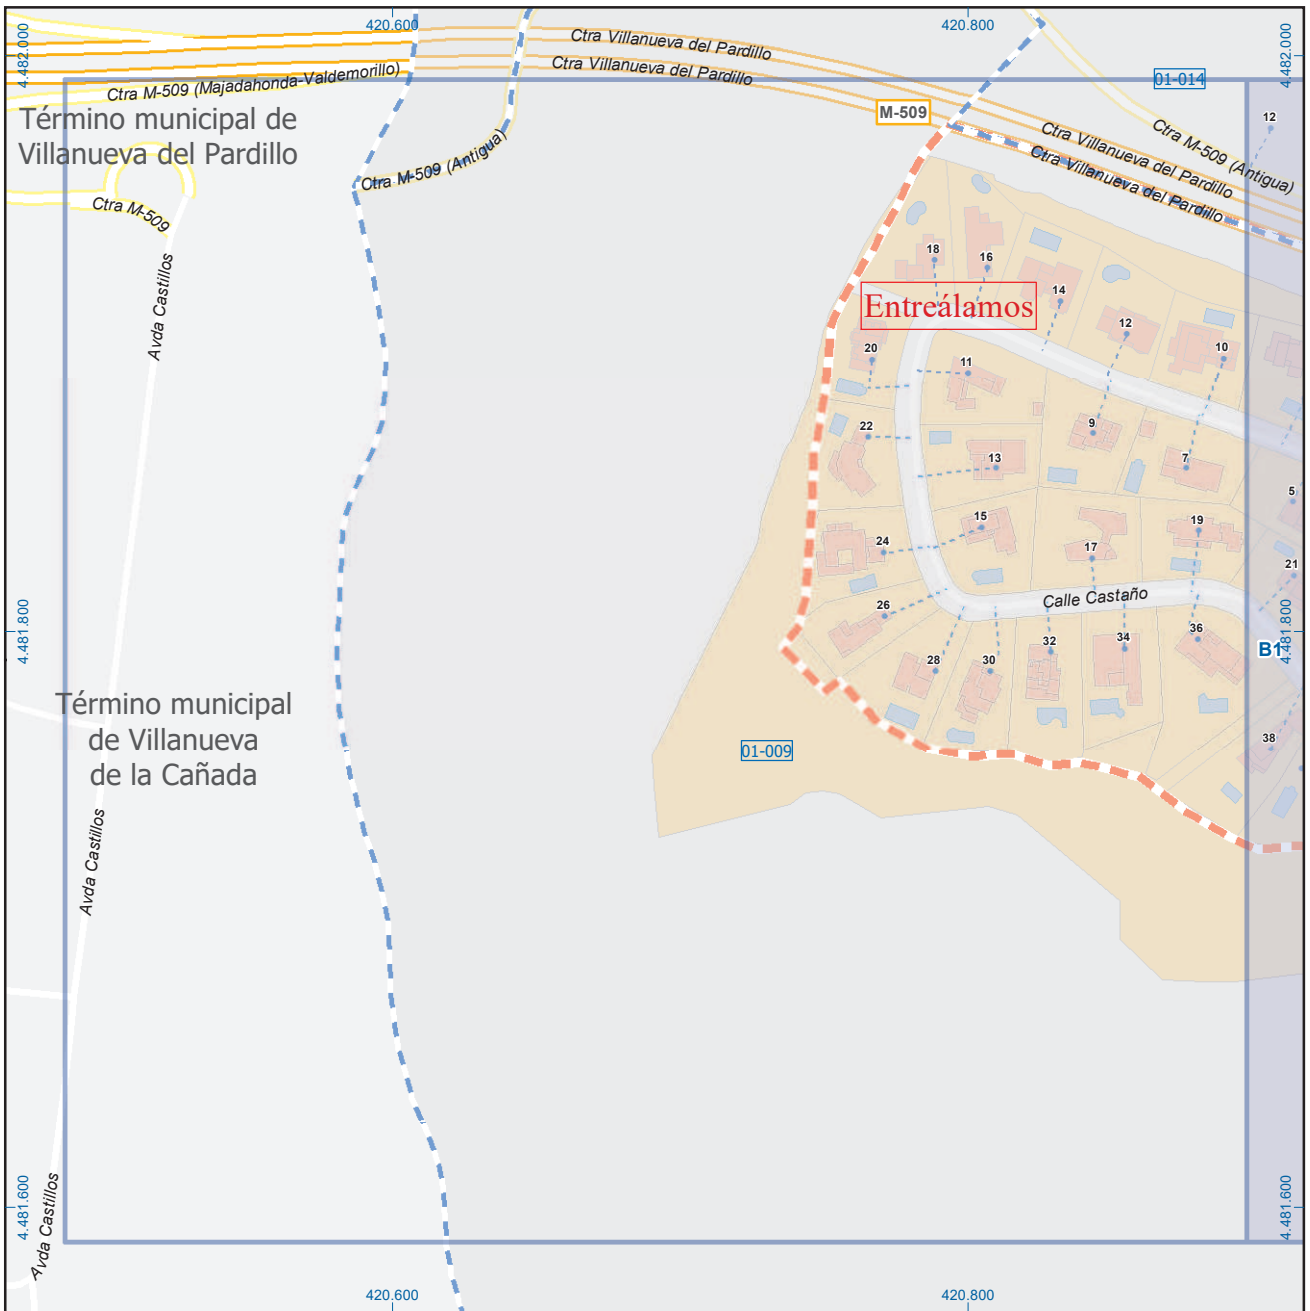 420.600
420.800
4.482.000
4.482.000
Ctra Villanueva del Pardillo
Ctra Villanueva del Pardillo
Ctra M-509 (Majadahonda-Valdemorillo)
01-014
M-509
12
Término municipal de
Villanueva del Pardillo
Ctra M-509 (Antigua)
Ctra Villanueva del Pardillo
Ctra Villanueva del Pardillo
Ctra M-509 (Antigua)
Ctra M-509
Avda Castillos
18
16
14
Entreálamos
12
10
20
11
22
9
13
7
5
15
19
24
17
21
Calle Castaño
26
4.481.800
4.481.800
B1
28
30
32
34
36
38
Término municipal
de Villanueva
de la Cañada
01-009
Avda Castillos
4.481.600
4.481.600
Avda Castillos
420.600
420.800